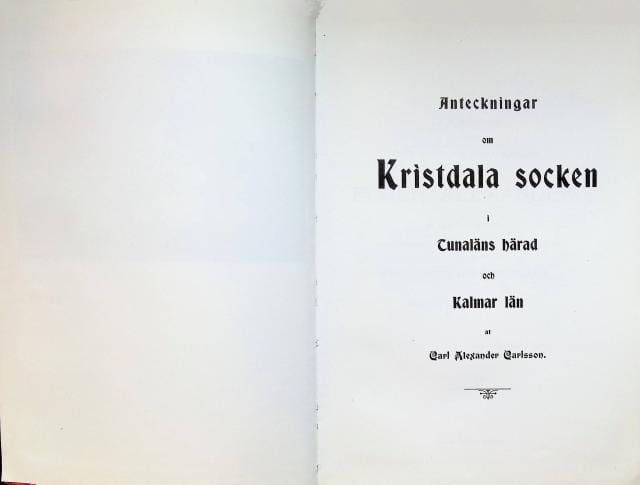 Anteckningar
om
Kristdala socken
i
Tunaläns härad
och
Kalmar län
af
Carl Alexander Carlsson.